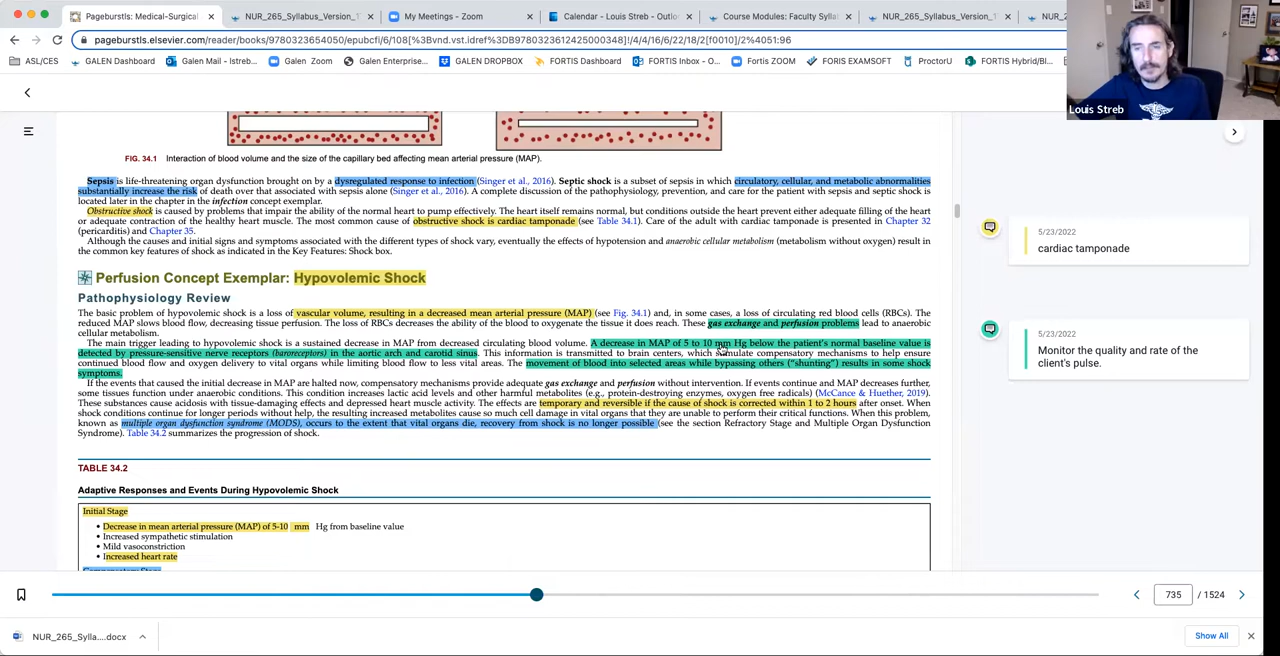 Pageburstls: Medical-Surgical
NUR_265_Syllabus_Version_1
My Meetings - Zoom
Calendar - Louis Streb - Outlo
Course Modules: Faculty Sylla
NUR_265_Syllabus_Version_1
NUR_2
pageburstls.elsevier.com/reader/books/9780323654050/epubcfi/6/108[%3Bvnd.vst.idref%3DB9780323612425000348]!/4/4/16/6/22/18/2[f0010]/2%4051:96
ASL/CES
GALEN Dashboard
Galen Mail - lstreb...
Galen Zoom
Galen Enterprise...
GALEN DROPBOX
FORTIS Dashboard
FORTIS Inbox - O...
Fortis ZOOM
FORIS EXAMSOFT
ProctorU
FORTIS Hybrid/Bl...
Louis Streb
FIG. 34.1 Interaction of blood volume and the size of the capillary bed affecting mean arterial pressure (MAP).
Sepsis is life-threatening organ dysfunction brought on by a dysregulated response to infection (Singer et al., 2016). Septic shock is a subset of sepsis in which circulatory, cellular, and metabolic abnormalities
substantially increase the risk of death over that associated with sepsis alone (Singer et al., 2016). A complete discussion of the pathophysiology, prevention, and care for the patient with sepsis and septic shock is
located later in the chapter in the infection concept exemplar.
Obstructive shock is caused by problems that impair the ability of the normal heart to pump effectively. The heart itself remains normal, but conditions outside the heart prevent either adequate filling of the heart
or adequate contraction of the healthy heart muscle. The most common cause of obstructive shock is cardiac tamponade (see Table 34.1). Care of the adult with cardiac tamponade is presented in Chapter 32
(pericarditis) and Chapter 35.
Although the causes and initial signs and symptoms associated with the different types of shock vary, eventually the effects of hypotension and anaerobic cellular metabolism (metabolism without oxygen) result in
the common key features of shock as indicated in the Key Features: Shock box.
Perfusion Concept Exemplar: Hypovolemic Shock
Pathophysiology Review
The basic problem of hypovolemic shock is a loss of vascular volume, resulting in a decreased mean arterial pressure (MAP) (see Fig. 34.1) and, in some cases, a loss of circulating red blood cells (RBCs). The
reduced MAP slows blood flow, decreasing tissue perfusion. The loss of RBCs decreases the ability of the blood to oxygenate the tissue it does reach. These gas exchange and perfusion problems lead to anaerobic
cellular metabolism.
The main trigger leading to hypovolemic shock is a sustained decrease in MAP from decreased circulating blood volume. A decrease in MAP of 5 to 10 mm Hg below the patient's normal baseline value is
detected by pressure-sensitive nerve receptors (baroreceptors) in the aortic arch and carotid sinus. This information is transmitted to brain centers, which stimulate compensatory mechanisms to help ensure
continued blood flow and oxygen delivery to vital organs while limiting blood flow to less vital areas. The movement of blood into selected areas while bypassing others ("shunting") results in some shock
symptoms.
If the events that caused the initial decrease in MAP are halted now, compensatory mechanisms provide adequate gas exchange and perfusion without intervention. If events continue and MAP decreases further,
some tissues function under anaerobic conditions. This condition increases lactic acid levels and other harmful metabolites (e.g., protein-destroying enzymes, oxygen free radicals) (McCance & Huether, 2019).
These substances cause acidosis with tissue-damaging effects and depressed heart muscle activity. The effects are temporary and reversible if the cause of shock is corrected within 1 to 2 hours after onset. When
shock conditions continue for longer periods without help, the resulting increased metabolites cause so much cell damage in vital organs that they are unable to perform their critical functions. When this problem,
known as multiple organ dysfunction syndrome (MODS), occurs to the extent that vital organs die, recovery from shock is no longer possible (see the section Refractory Stage and Multiple Organ Dysfunction
Syndrome). Table 34.2 summarizes the progression of shock.
TABLE 34.2
Adaptive Responses and Events During Hypovolemic Shock
Initial Stage
• Decrease in mean arterial pressure (MAP) of 5-10 mm Hg from baseline value
• Increased sympathetic stimulation
• Mild vasoconstriction
• Increased heart rate
5/23/2022
cardiac tamponade
5/23/2022
Monitor the quality and rate of the
client's pulse.
735 / 1524
NUR_265_Sylla....docx
Show All